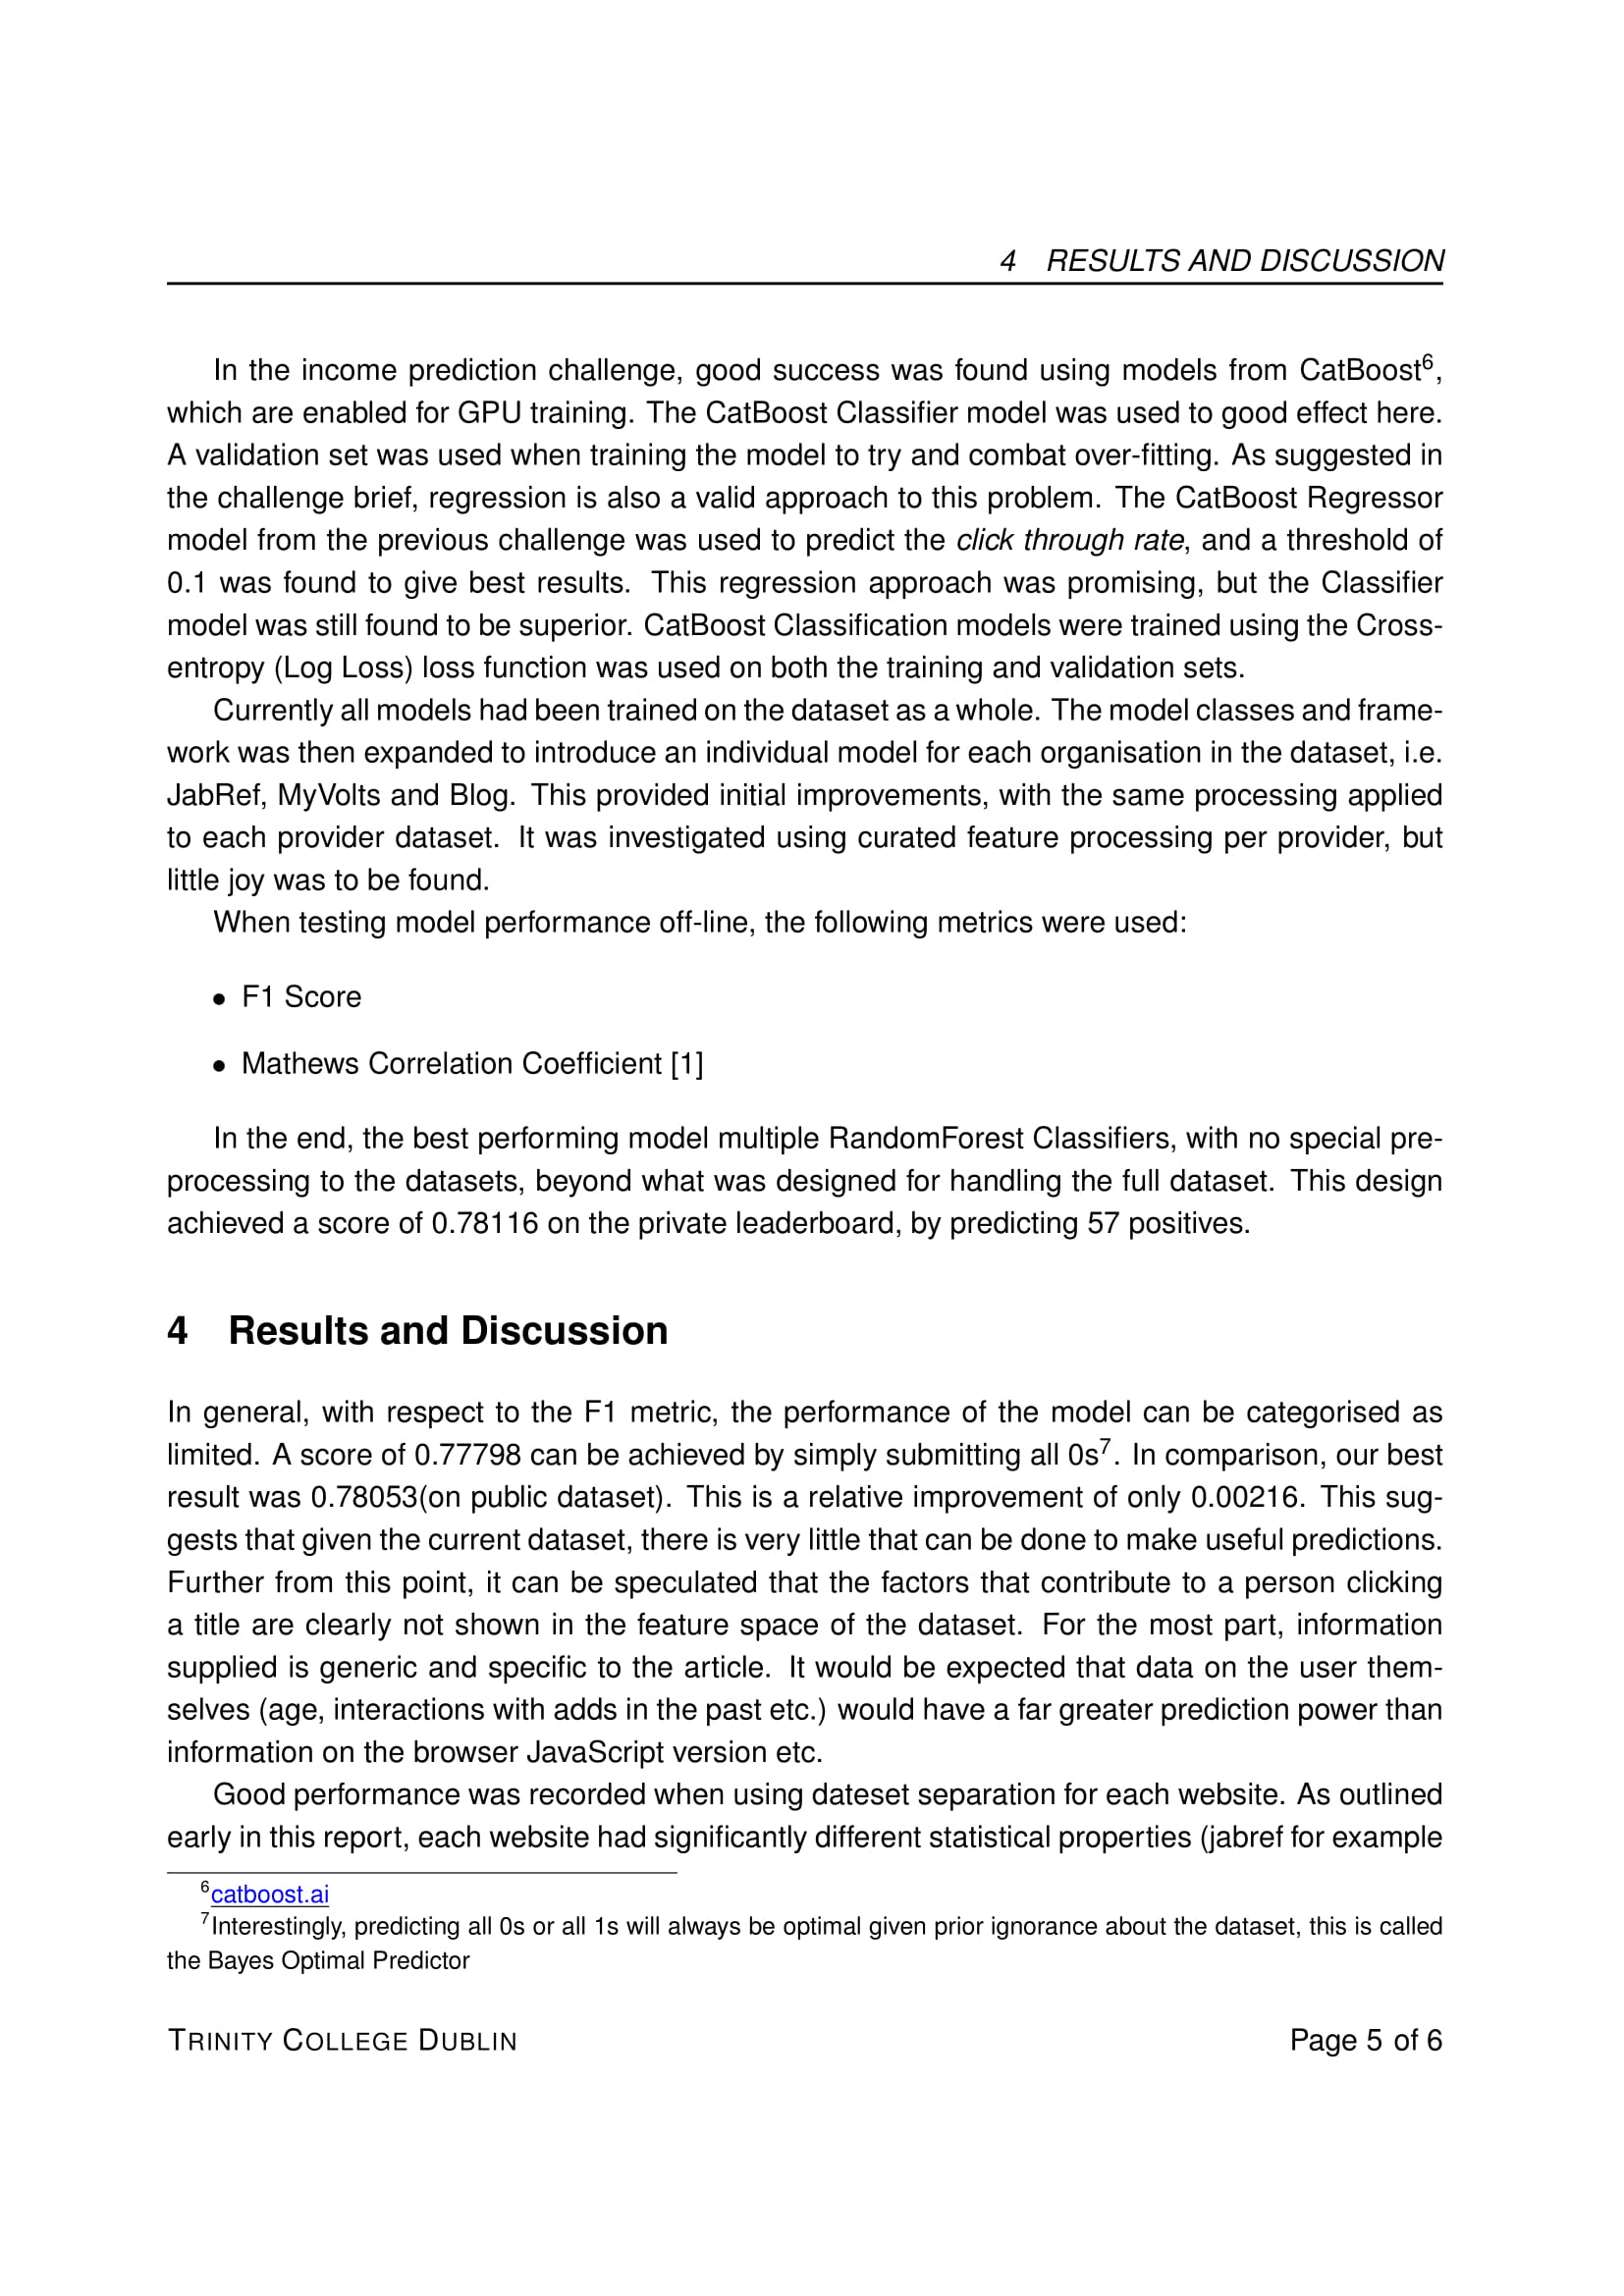 4 RESULTS AND DISCUSSION
In the income prediction challenge, good success was found using models from CatBoost6,
which are enabled for GPU training. The CatBoost Classifier model was used to good effect here.
A validation set was used when training the model to try and combat over-fitting. As suggested in
the challenge brief, regression is also a valid approach to this problem. The CatBoost Regressor
model from the previous challenge was used to predict the click through rate, and a threshold of
0.1 was found to give best results. This regression approach was promising, but the Classifier
model was still found to be superior. CatBoost Classification models were trained using the Cross-
entropy (Log Loss) loss function was used on both the training and validation sets.
Currently all models had been trained on the dataset as a whole. The model classes and frame-
work was then expanded to introduce an individual model for each organisation in the dataset, i.e.
JabRef, MyVolts and Blog. This provided initial improvements, with the same processing applied
to each provider dataset. It was investigated using curated feature processing per provider, but
little joy was to be found.
When testing model performance off-line, the following metrics were used:
• F1 Score
• Mathews Correlation Coefficient [1]
In the end, the best performing model multiple RandomForest Classifiers, with no special pre-
processing to the datasets, beyond what was designed for handling the full dataset. This design
achieved a score of 0.78116 on the private leaderboard, by predicting 57 positives.
4 Results and Discussion
In general, with respect to the F1 metric, the performance of the model can be categorised as
limited. A score of 0.77798 can be achieved by simply submitting all 0s7. In comparison, our best
result was 0.78053(on public dataset). This is a relative improvement of only 0.00216. This sug-
gests that given the current dataset, there is very little that can be done to make useful predictions.
Further from this point, it can be speculated that the factors that contribute to a person clicking
a title are clearly not shown in the feature space of the dataset. For the most part, information
supplied is generic and specific to the article. It would be expected that data on the user them-
selves (age, interactions with adds in the past etc.) would have a far greater prediction power than
information on the browser JavaScript version etc.
Good performance was recorded when using dateset separation for each website. As outlined
early in this report, each website had significantly different statistical properties (jabref for example
6catboost.ai
7Interestingly, predicting all 0s or all 1s will always be optimal given prior ignorance about the dataset, this is called
the Bayes Optimal Predictor
TRINITY COLLEGE DUBLIN Page 5 of 6